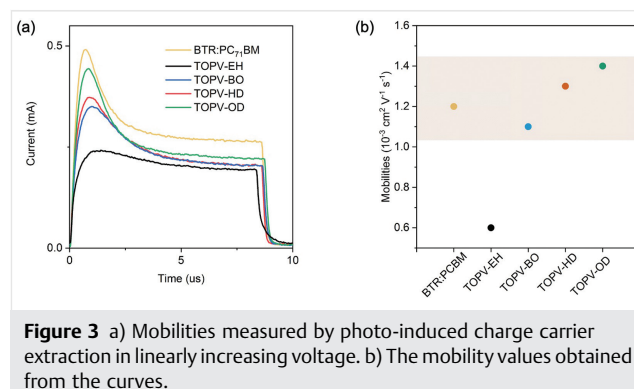 (a)
0.5
0.0
Current (mA)
0
5
10
Time (us)
BTR:PC₇₁BM
TOPV-EH
TOPV-BO
TOPV-HD
TOPV-OD
(b)
1.6
1.4
1.2
1.0
0.8
0.6
Mobilities (10⁻³ cm² V⁻¹ s⁻¹)
BTR:PCBM
TOPV-EH
TOPV-BO
TOPV-HD
TOPV-OD
Figure 3 a) Mobilities measured by photo-induced charge carrier
extraction in linearly increasing voltage. b) The mobility values obtained
from the curves.